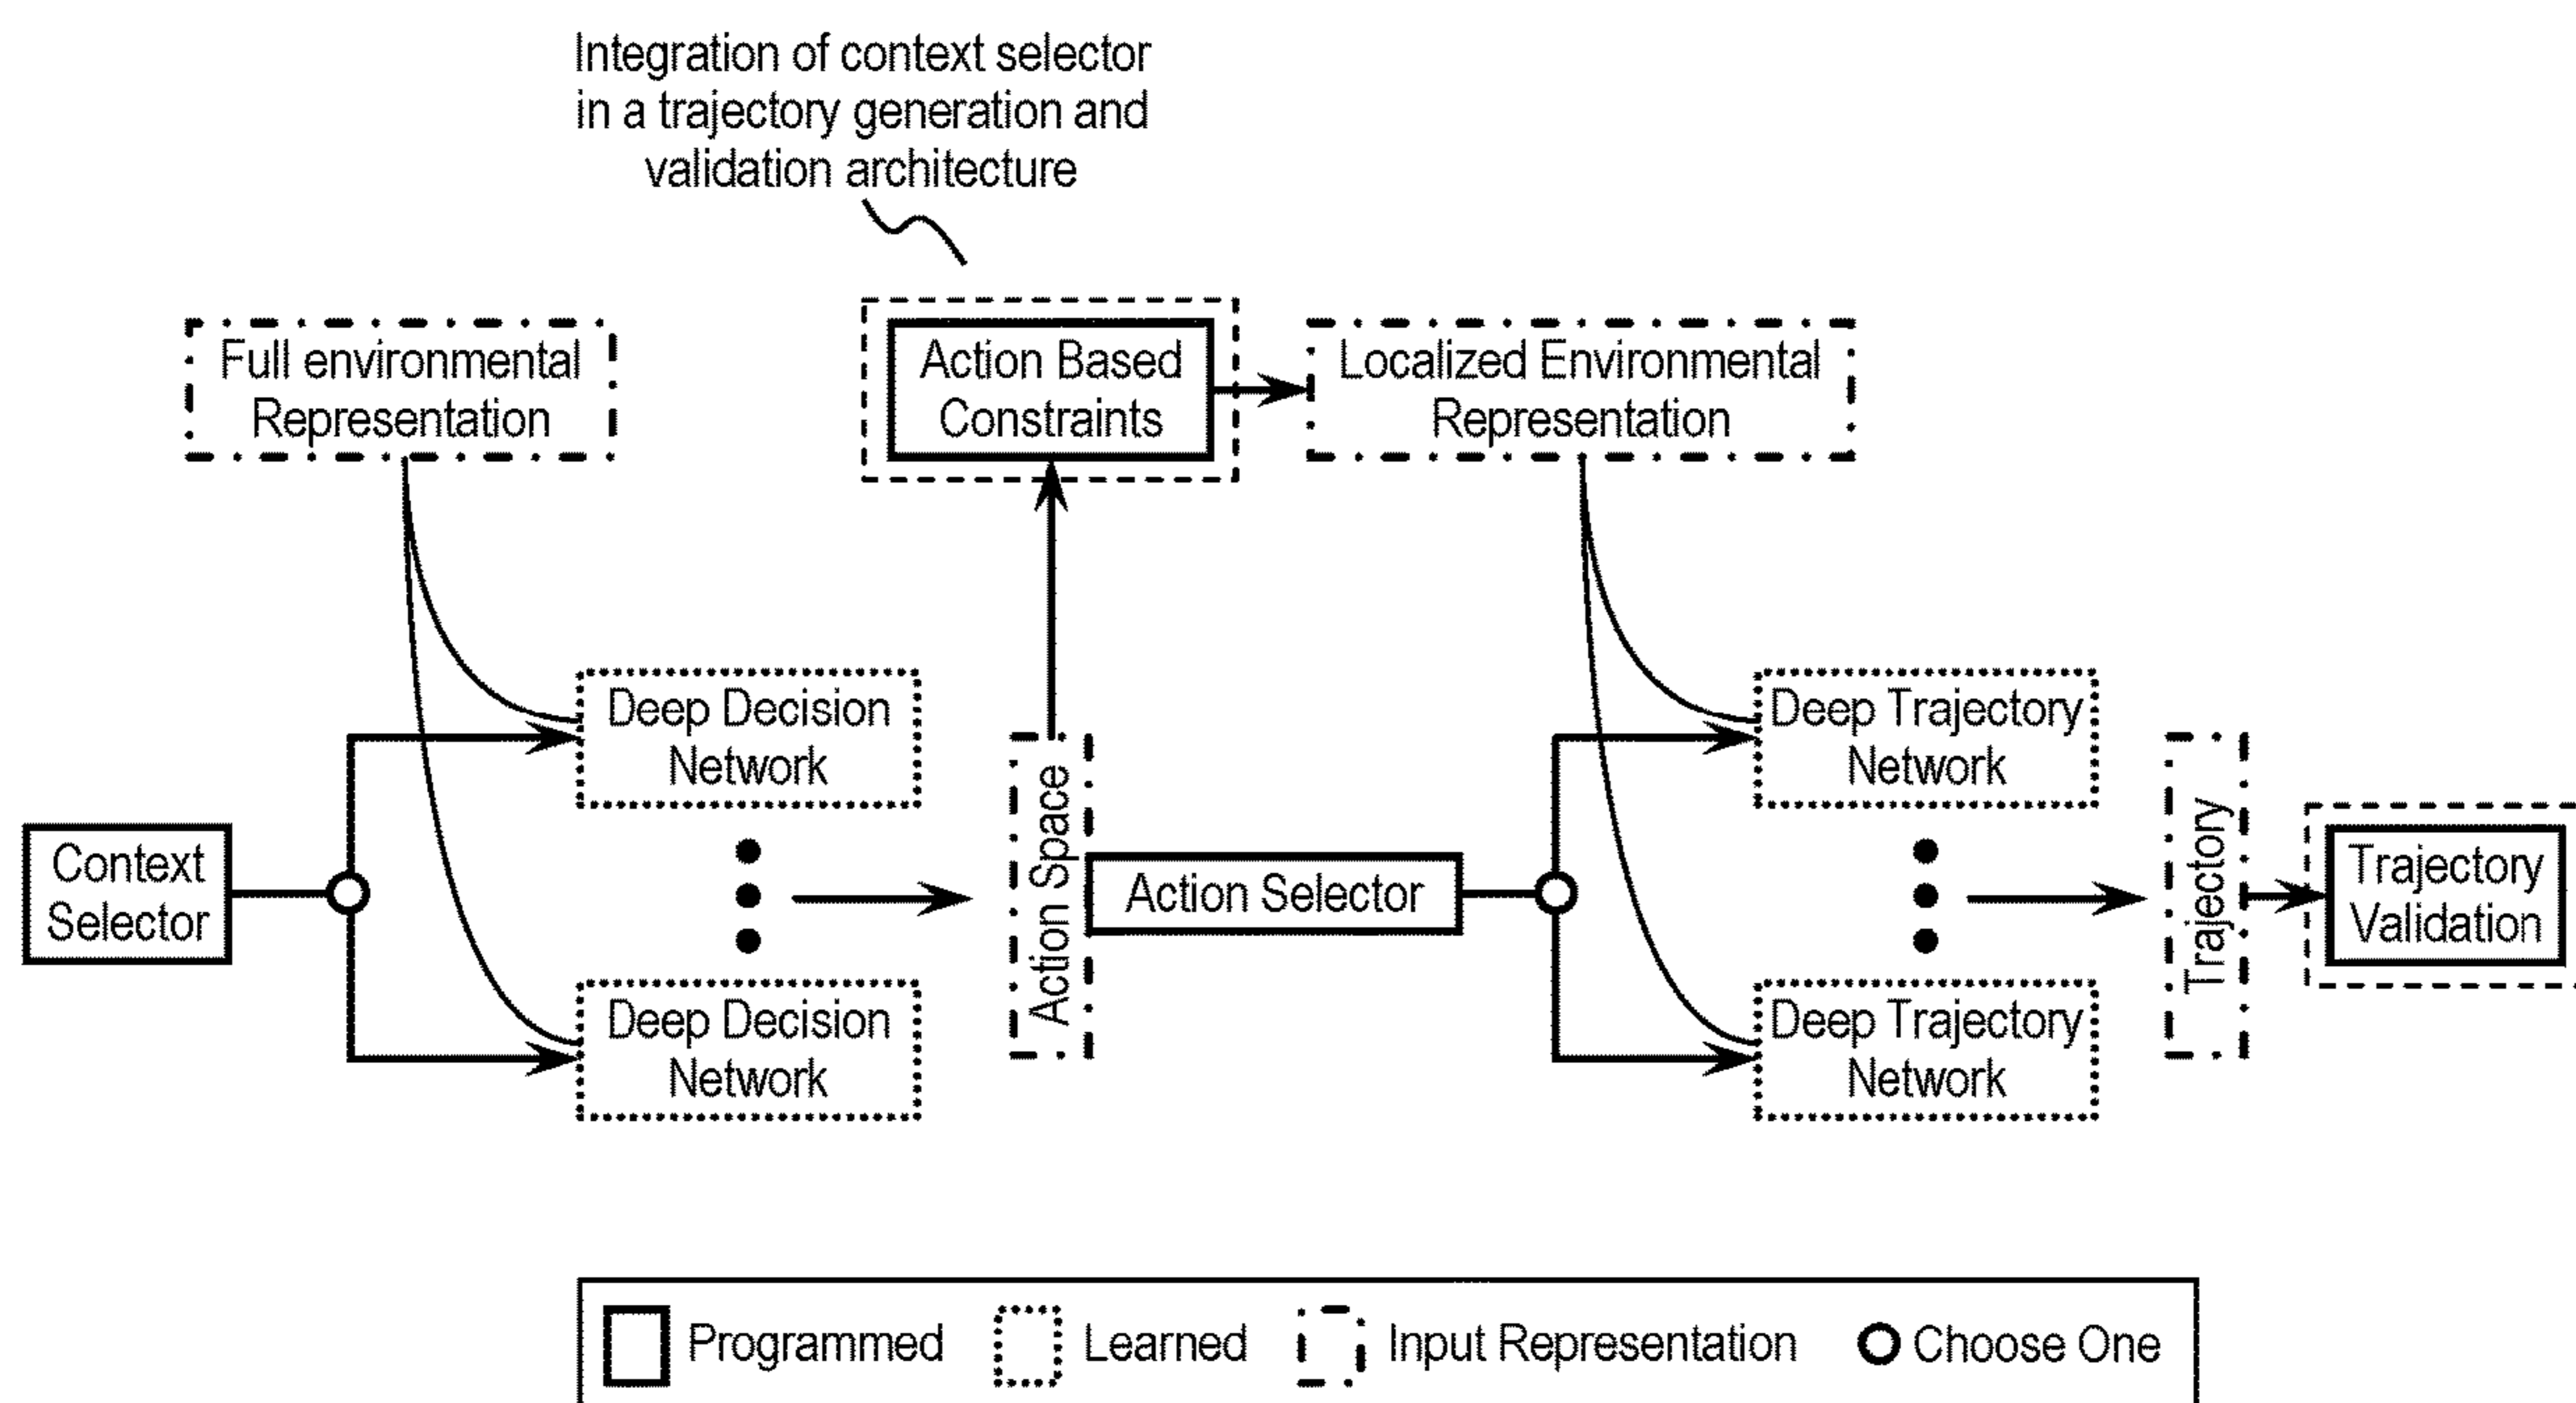 Integration of context selector
in a trajectory generation and
validation architecture
Full environmental
Representation
Action Based
Constraints
Localized Environmental
Representation
Context
Selector
Deep Decision
Network
Deep Decision
Network
Action Space
Action Selector
Deep Trajectory
Network
Deep Trajectory
Network
Trajectory
Trajectory
Validation
Programmed
Learned
Input Representation
Choose One